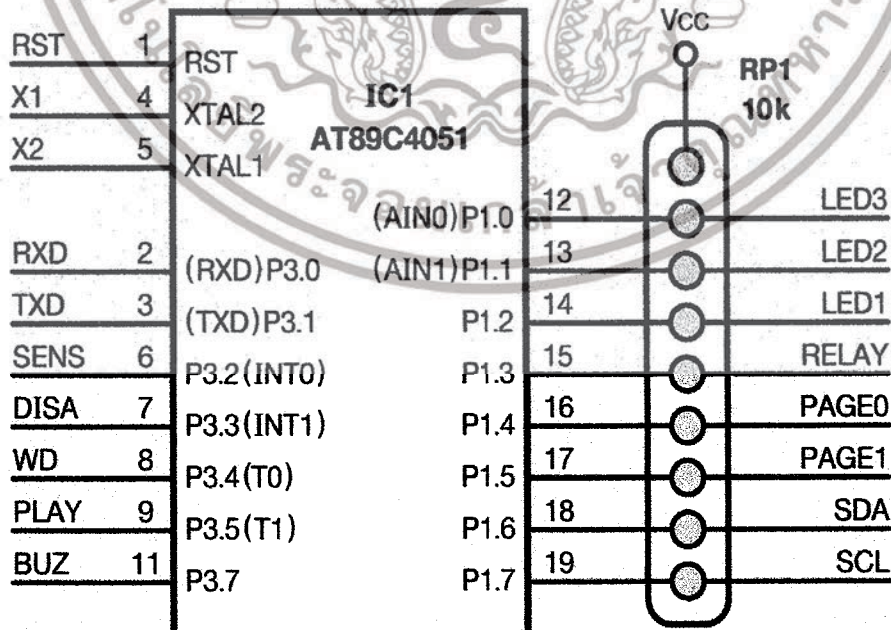 Vcc
RP1
10k
IC1
AT89C4051
RST 1 RST
X1 4 XTAL2
X2 5 XTAL1
RXD 2 (RXD)P3.0
TXD 3 (TXD)P3.1
SENS 6 P3.2(INT0)
DISA 7 P3.3(INT1)
WD 8 P3.4(T0)
PLAY 9 P3.5(T1)
BUZ 11 P3.7
(AIN0)P1.0 12 LED3
(AIN1)P1.1 13 LED2
P1.2 14 LED1
P1.3 15 RELAY
P1.4 16 PAGE0
P1.5 17 PAGE1
P1.6 18 SDA
P1.7 19 SCL